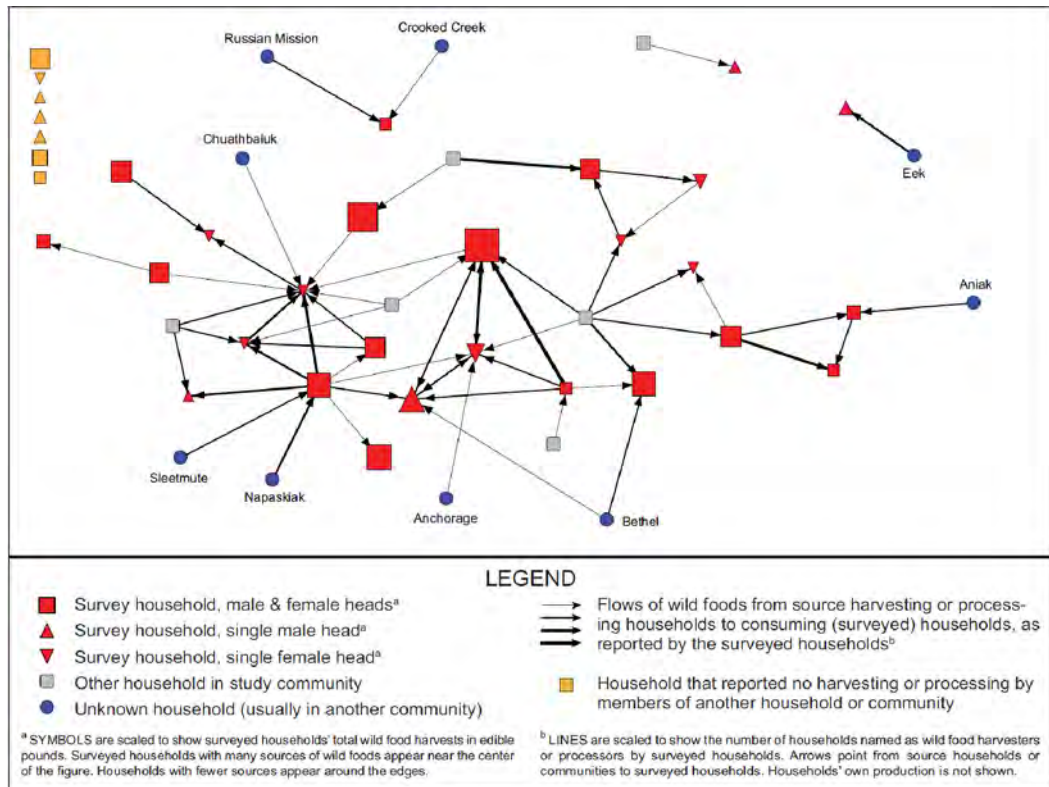 Russian Mission
Crooked Creek
Chuathbaluk
Eek
Aniak
Sleetmute
Napaskiak
Anchorage
Bethel
LEGEND
Survey household, male & female headsᵃ
Survey household, single male headᵃ
Survey household, single female headᵃ
Other household in study community
Unknown household (usually in another community)
ᵃ SYMBOLS are scaled to show surveyed households' total wild food harvests in edible
pounds. Surveyed households with many sources of wild foods appear near the center
of the figure. Households with fewer sources appear around the edges.
Flows of wild foods from source harvesting or process-
ing households to consuming (surveyed) households, as
reported by the surveyed householdsᵇ
Household that reported no harvesting or processing by
members of another household or community
ᵇ LINES are scaled to show the number of households named as wild food harvesters
or processors by surveyed households. Arrows point from source households or
communities to surveyed households. Households' own production is not shown.